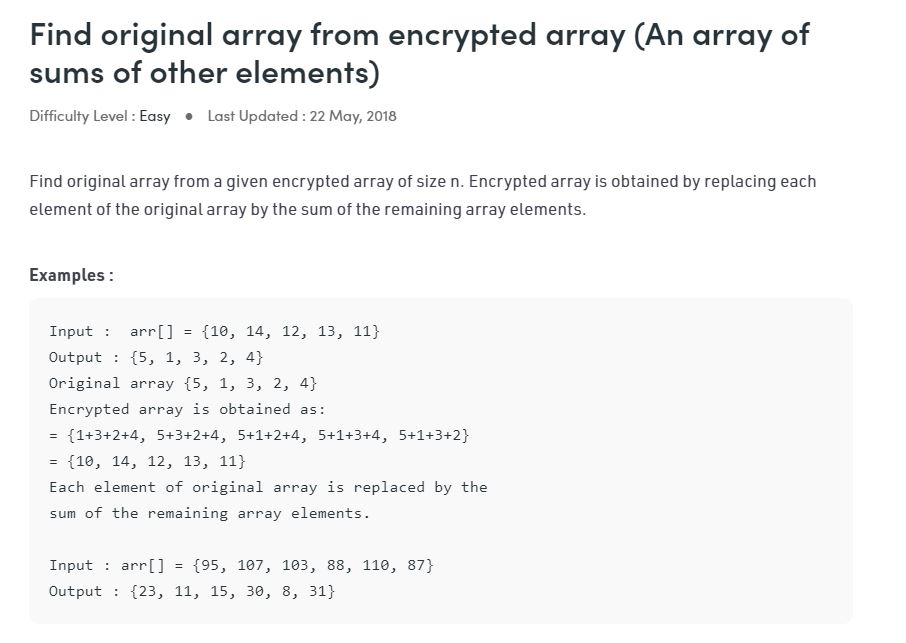 Find original array from encrypted array (An array of
sums of other elements)
Difficulty Level : Easy ● Last Updated : 22 May, 2018
Find original array from a given encrypted array of size n. Encrypted array is obtained by replacing each
element of the original array by the sum of the remaining array elements.
Examples :
Input :  arr[] = {10, 14, 12, 13, 11}
Output : {5, 1, 3, 2, 4}
Original array {5, 1, 3, 2, 4}
Encrypted array is obtained as:
= {1+3+2+4, 5+3+2+4, 5+1+2+4, 5+1+3+4, 5+1+3+2}
= {10, 14, 12, 13, 11}
Each element of original array is replaced by the
sum of the remaining array elements.
Input : arr[] = {95, 107, 103, 88, 110, 87}
Output : {23, 11, 15, 30, 8, 31}